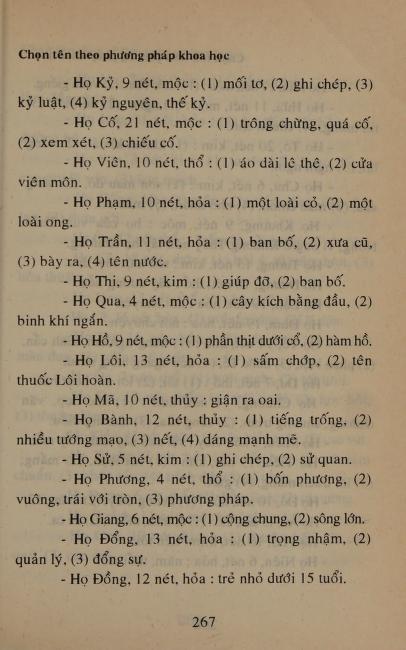 Chọn tên theo phương pháp khoa học
- Họ Kỷ, 9 nét, mộc : (1) mối tơ, (2) ghi chép, (3)
kỷ luật, (4) kỷ nguyên, thế kỷ.
- Họ Cố, 21 nét, mộc : (1) trông chừng, quá cố,
(2) xem xét, (3) chiếu cố.
- Họ Viên, 10 nét, thổ : (1) áo dài lê thê, (2) cửa
viên môn.
- Họ Phạm, 10 nét, hỏa : (1) một loài cỏ, (2) một
loài ong.
- Họ Trần, 11 nét, hỏa : (1) ban bố, (2) xưa cũ,
(3) bày ra, (4) tên nước.
- Họ Thi, 9 nét, kim : (1) giúp đỡ, (2) ban bố.
- Họ Qua, 4 nét, mộc : (1) cây kích bằng đầu, (2)
binh khí ngắn.
- Họ Hồ, 9 nét, mộc : (1) phần thịt dưới cổ, (2) hàm hồ.
- Họ Lôi, 13 nét, hỏa : (1) sấm chớp, (2) tên
thuốc Lôi hoàn.
- Họ Mã, 10 nét, thủy : giận ra oai.
- Họ Bành, 12 nét, thủy : (1) tiếng trống, (2)
nhiều tướng mạo, (3) nết, (4) dáng mạnh mẽ.
- Họ Sử, 5 nét, kim : (1) ghi chép, (2) sử quan.
- Họ Phương, 4 nét, thổ : (1) bốn phương, (2)
vuông, trái với tròn, (3) phương pháp.
- Họ Giang, 6 nét, mộc : (1) cộng chung, (2) sông lớn.
- Họ Đổng, 13 nét, hỏa : (1) trọng nhậm, (2)
quản lý, (3) đổng sự.
- Họ Đồng, 12 nét, hỏa : trẻ nhỏ dưới 15 tuổi.
267